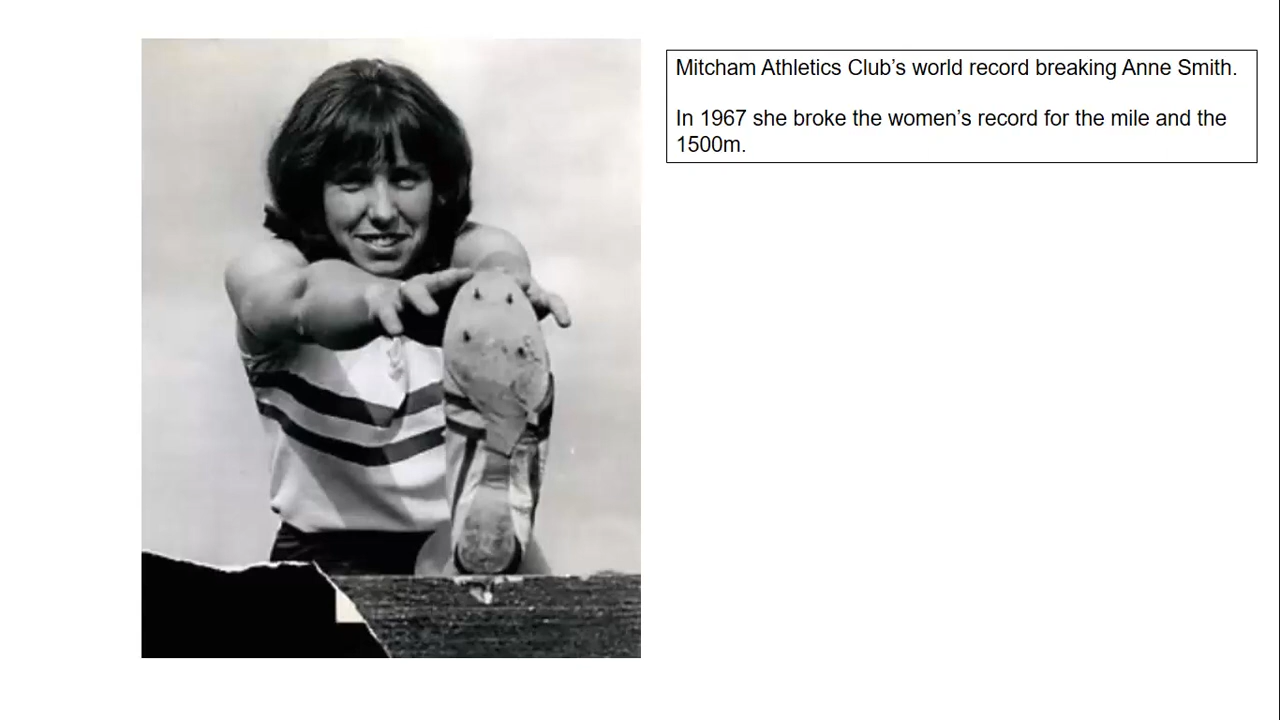 Mitcham Athletics Club’s world record breaking Anne Smith.
In 1967 she broke the women’s record for the mile and the
1500m.